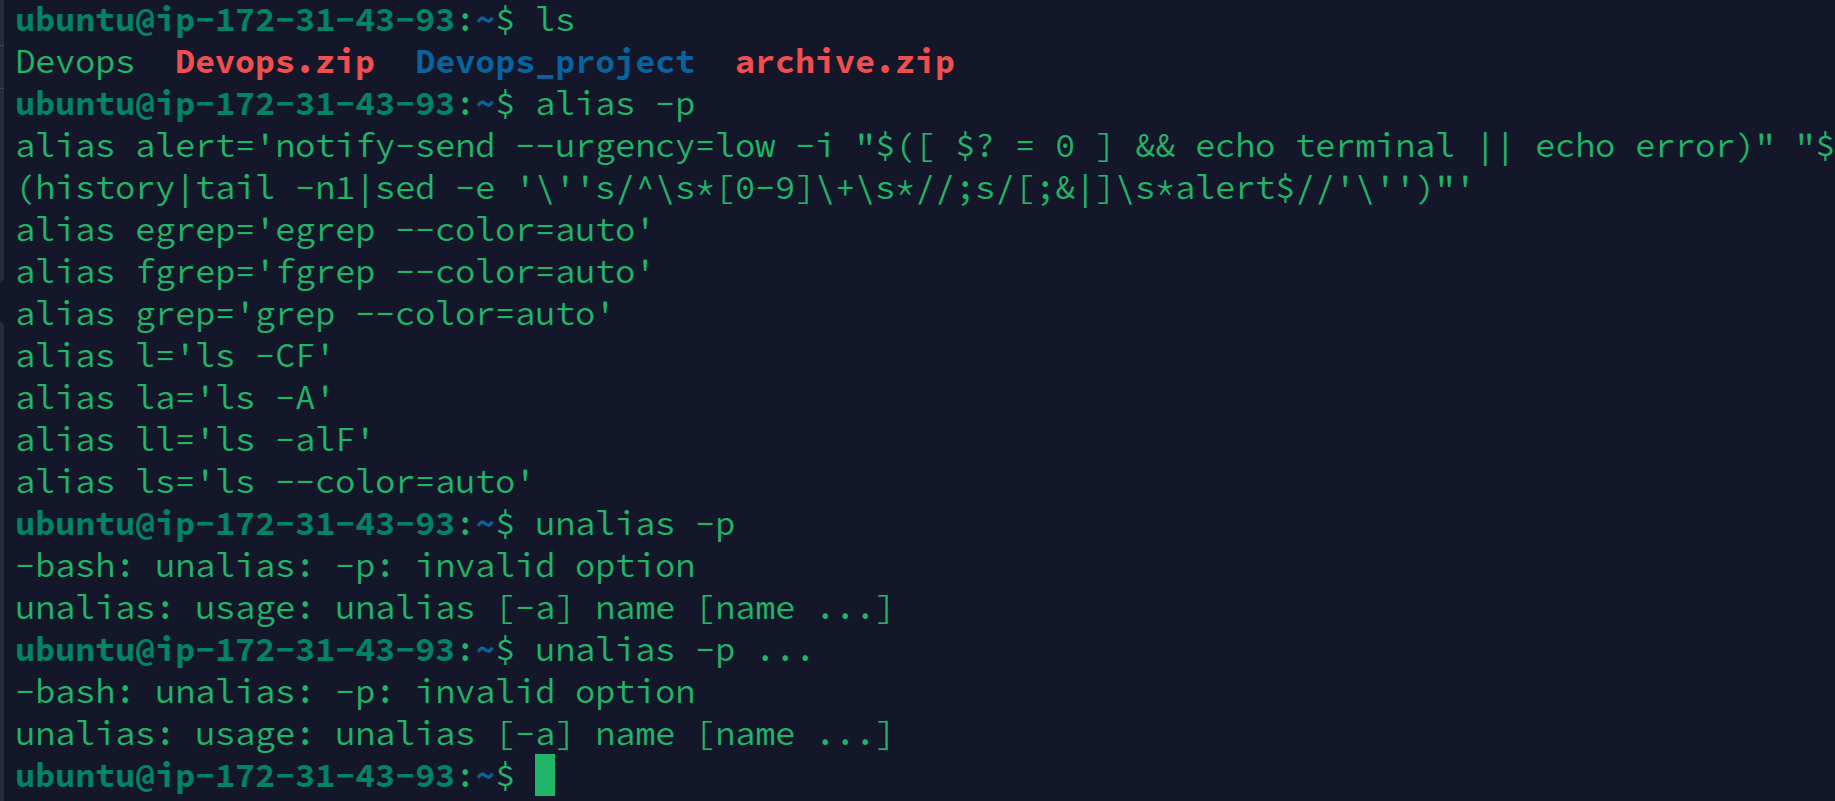 ubuntu@ip-172-31-43-93:~$ ls
Devops  Devops.zip  Devops_project  archive.zip
ubuntu@ip-172-31-43-93:~$ alias -p
alias alert='notify-send --urgency=low -i "$([ $? = 0 ] && echo terminal || echo error)" "$
(history|tail -n1|sed -e '\''s/^\s*[0-9]\+\s*//;s/[;&|]\s*alert$//'\'')"'
alias egrep='egrep --color=auto'
alias fgrep='fgrep --color=auto'
alias grep='grep --color=auto'
alias l='ls -CF'
alias la='ls -A'
alias ll='ls -alF'
alias ls='ls --color=auto'
ubuntu@ip-172-31-43-93:~$ unalias -p
-bash: unalias: -p: invalid option
unalias: usage: unalias [-a] name [name ...]
ubuntu@ip-172-31-43-93:~$ unalias -p ...
-bash: unalias: -p: invalid option
unalias: usage: unalias [-a] name [name ...]
ubuntu@ip-172-31-43-93:~$